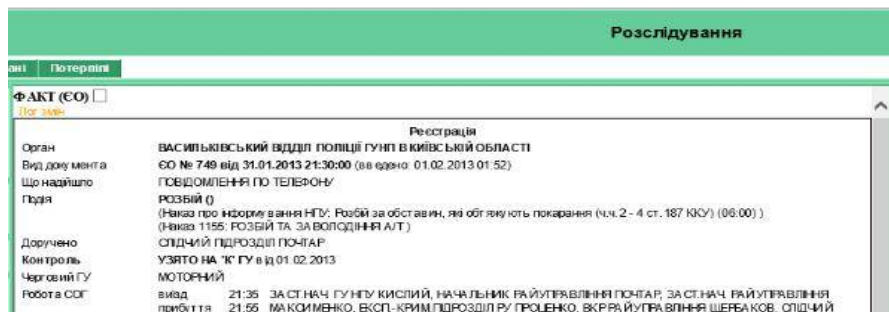 Розслідування
ані Потерпілі
ФАКТ (ЄО)
Лог змін
Реєстрація
Орган ВАСИЛЬКІВСЬКИЙ ВІДДІЛ ПОЛІЦІЇ ГУНП В КИЇВСЬКІЙ ОБЛАСТІ
Вид документа ЄО № 749 від 31.01.2013 21:30:00 (введено: 01.02.2013 01:52)
Що надійшло ПОВІДОМЛЕННЯ ПО ТЕЛЕФОНУ
Подія РОЗБІЙ ()
(Наказ про інформування НПУ: Розбій за обставин, які обтяжують покарання (ч.ч. 2 - 4 ст. 187 ККУ) (06:00) )
(Наказ 1155: РОЗБІЙ ТА ЗАВОЛОДІННЯ А/Т )
Доручено СЛІДЧИЙ ПІДРОЗДІЛ ПОЧТАР
Контроль УЗЯТО НА "К" ГУ від 01.02.2013
Черговий ГУ МОТОРНИЙ
Робота СОГ виїзд 21:35 ЗАСТ.НАЧ. ГУ НПУ КИСЛИЙ, НАЧАЛЬНИК РАЙУПРАВЛІННЯ ПОЧТАР, ЗАСТ.НАЧ. РАЙУПРАВЛІННЯ
прибуття 21:55 МАКСИМЕНКО, ЕКСП.-КРИМ.ПІДРОЗДІЛ РУ ПРОЦЕНКО, ВКР РАЙУПРАВЛІННЯ ЩЕРБАКОВ, СЛІДЧИЙ